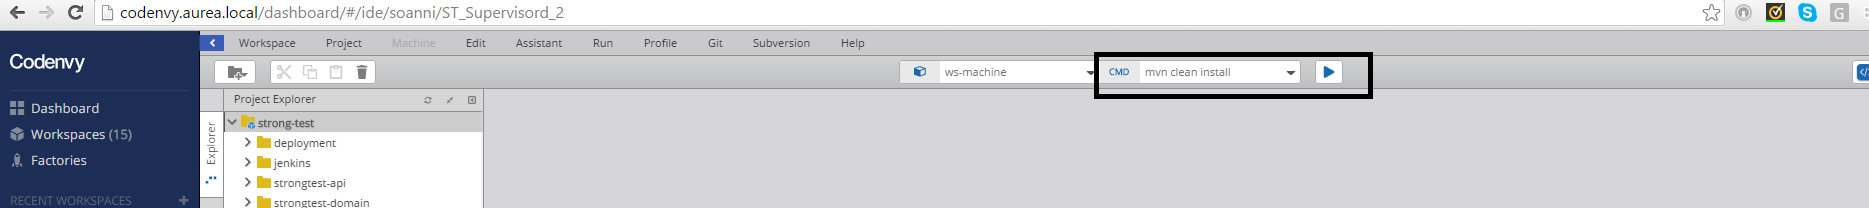 codenvy.aurea.local/dashboard/#/ide/soanni/ST_Supervisord_2
Codenvy
Workspace Project Machine Edit Assistant Run Profile Git Subversion Help
ws-machine CMD mvn clean install
Dashboard
Workspaces (15)
Factories
RECENT WORKSPACES +
Explorer
Project Explorer
strong-test
deployment
jenkins
strongtest-api
strongtest-domain